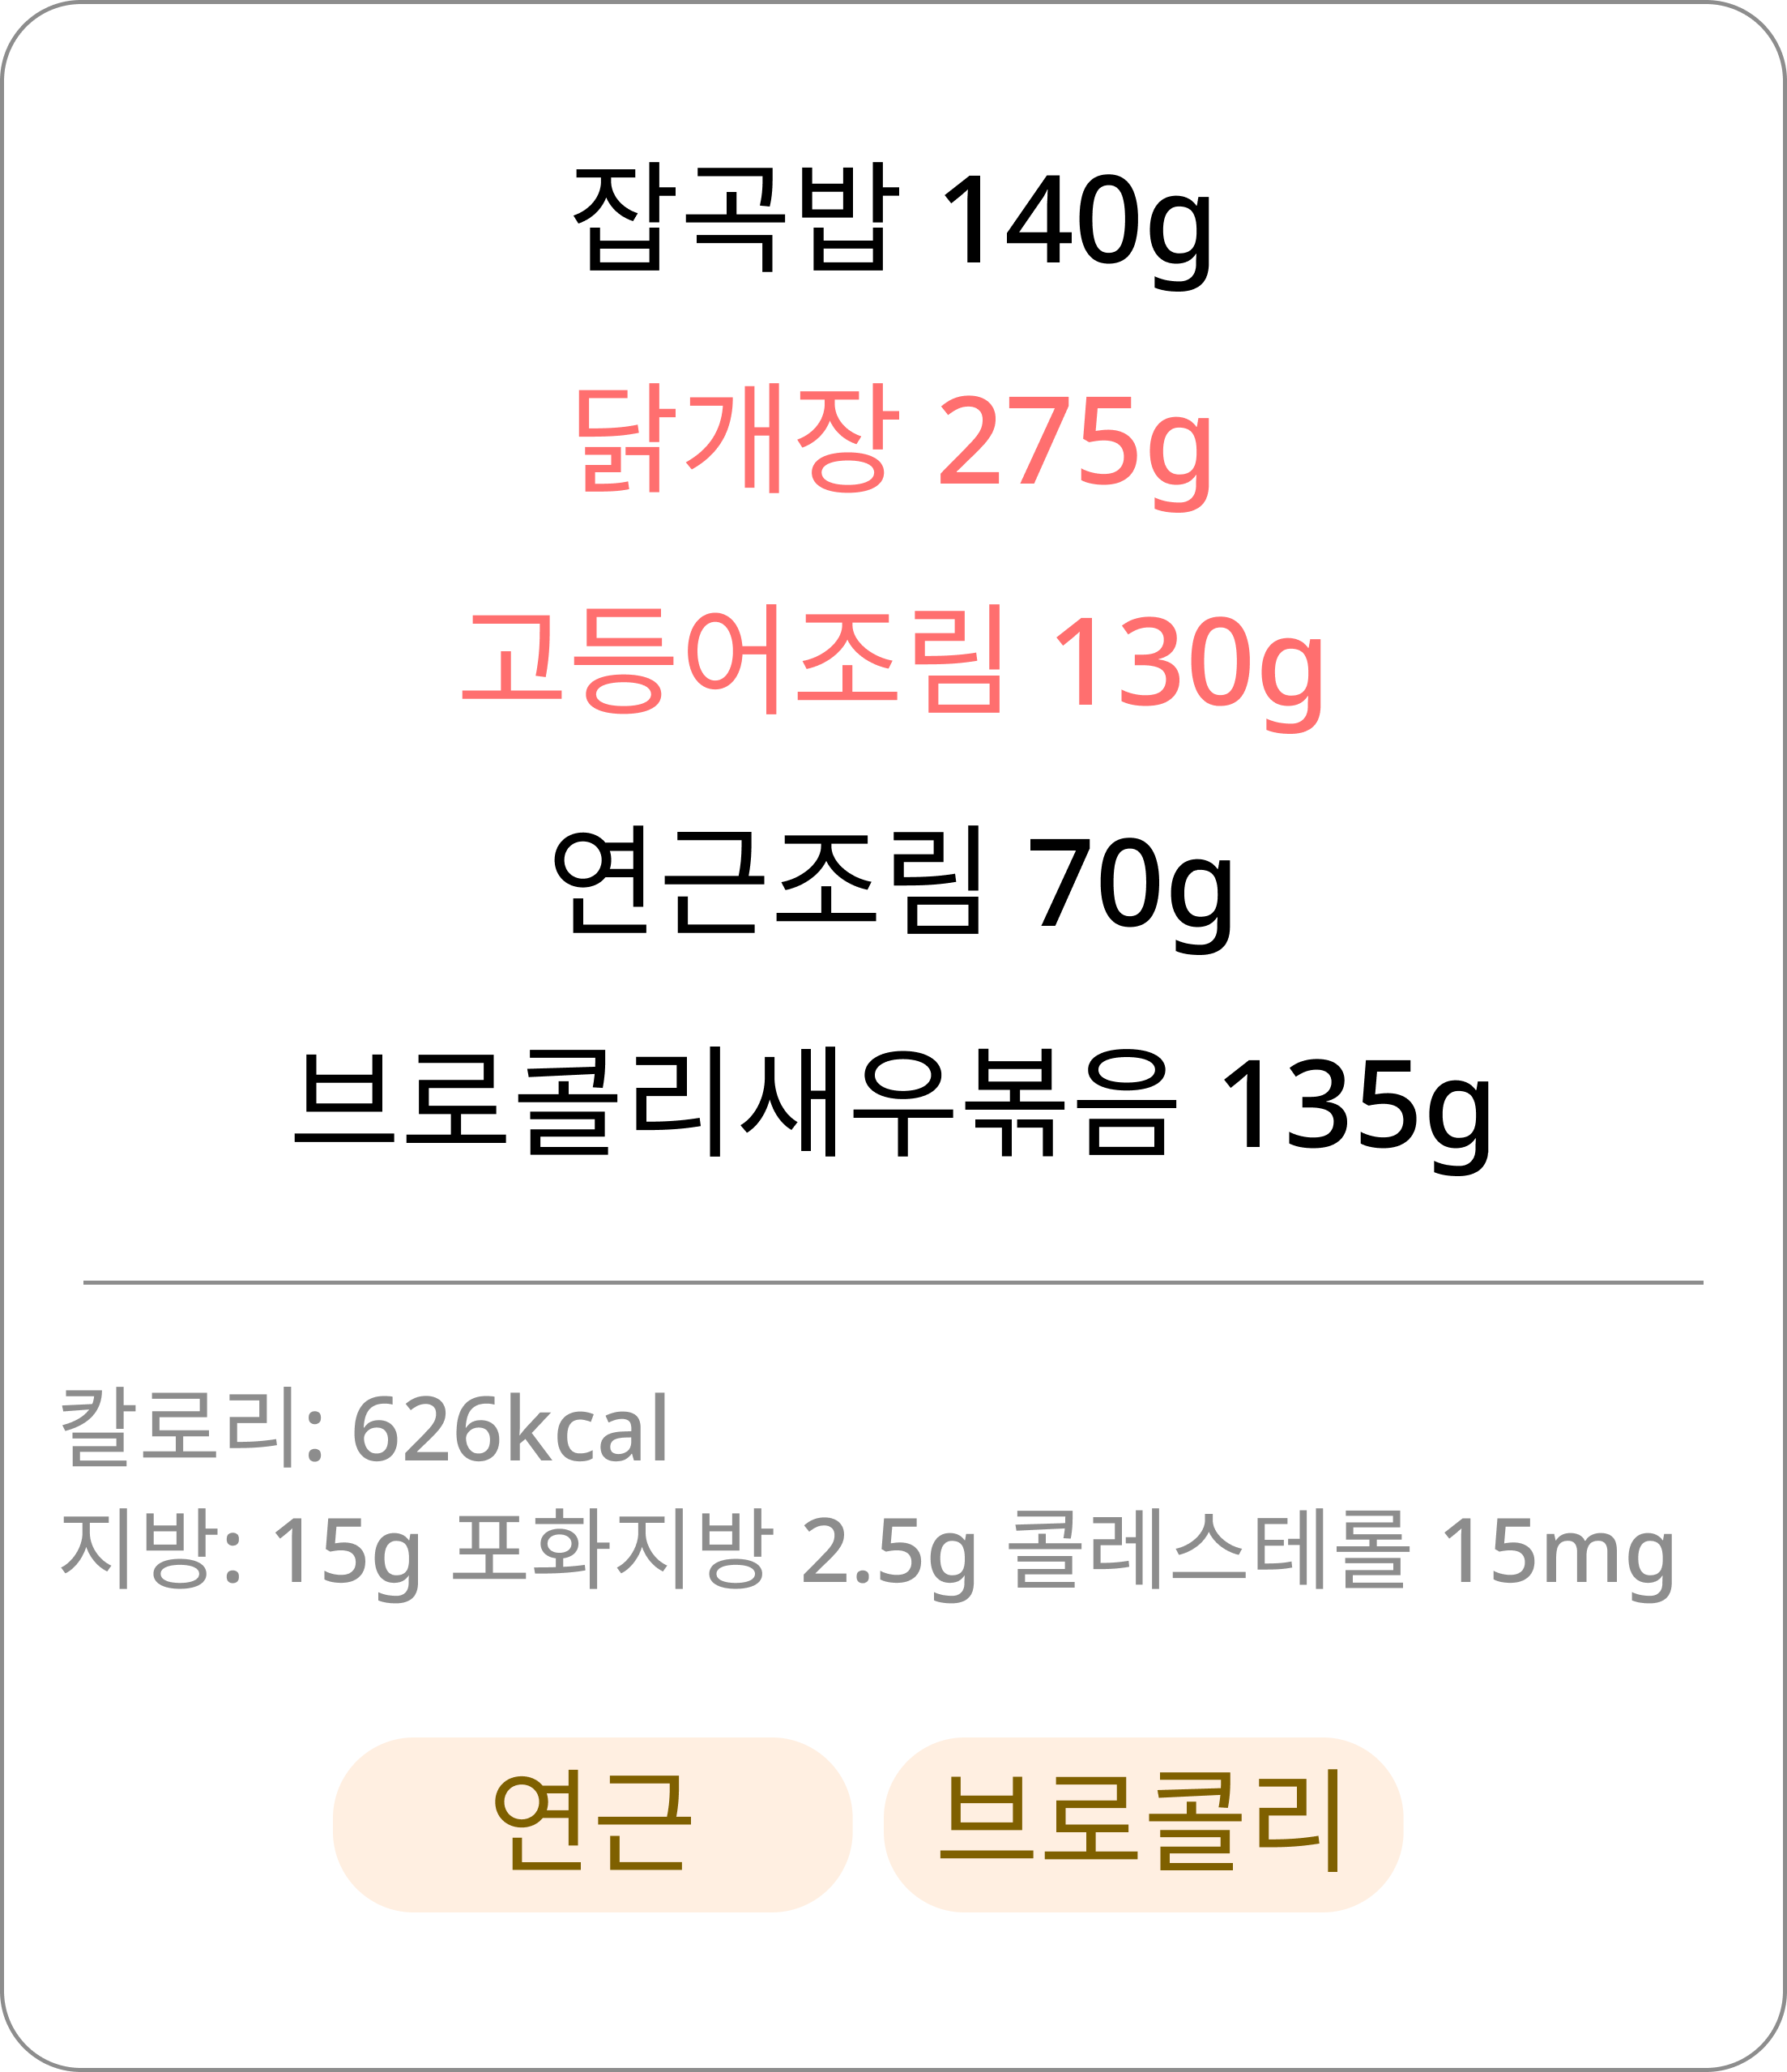 잡곡밥 140g
닭개장 275g
고등어조림 130g
연근조림 70g
브로콜리새우볶음 135g
칼로리: 626kcal
지방: 15g 포화지방 2.5g 콜레스테롤 15mg
연근 브로콜리